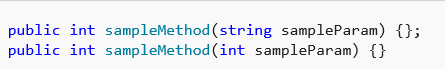 public int sampleMethod(string sampleParam) {};
public int sampleMethod(int sampleParam) {}